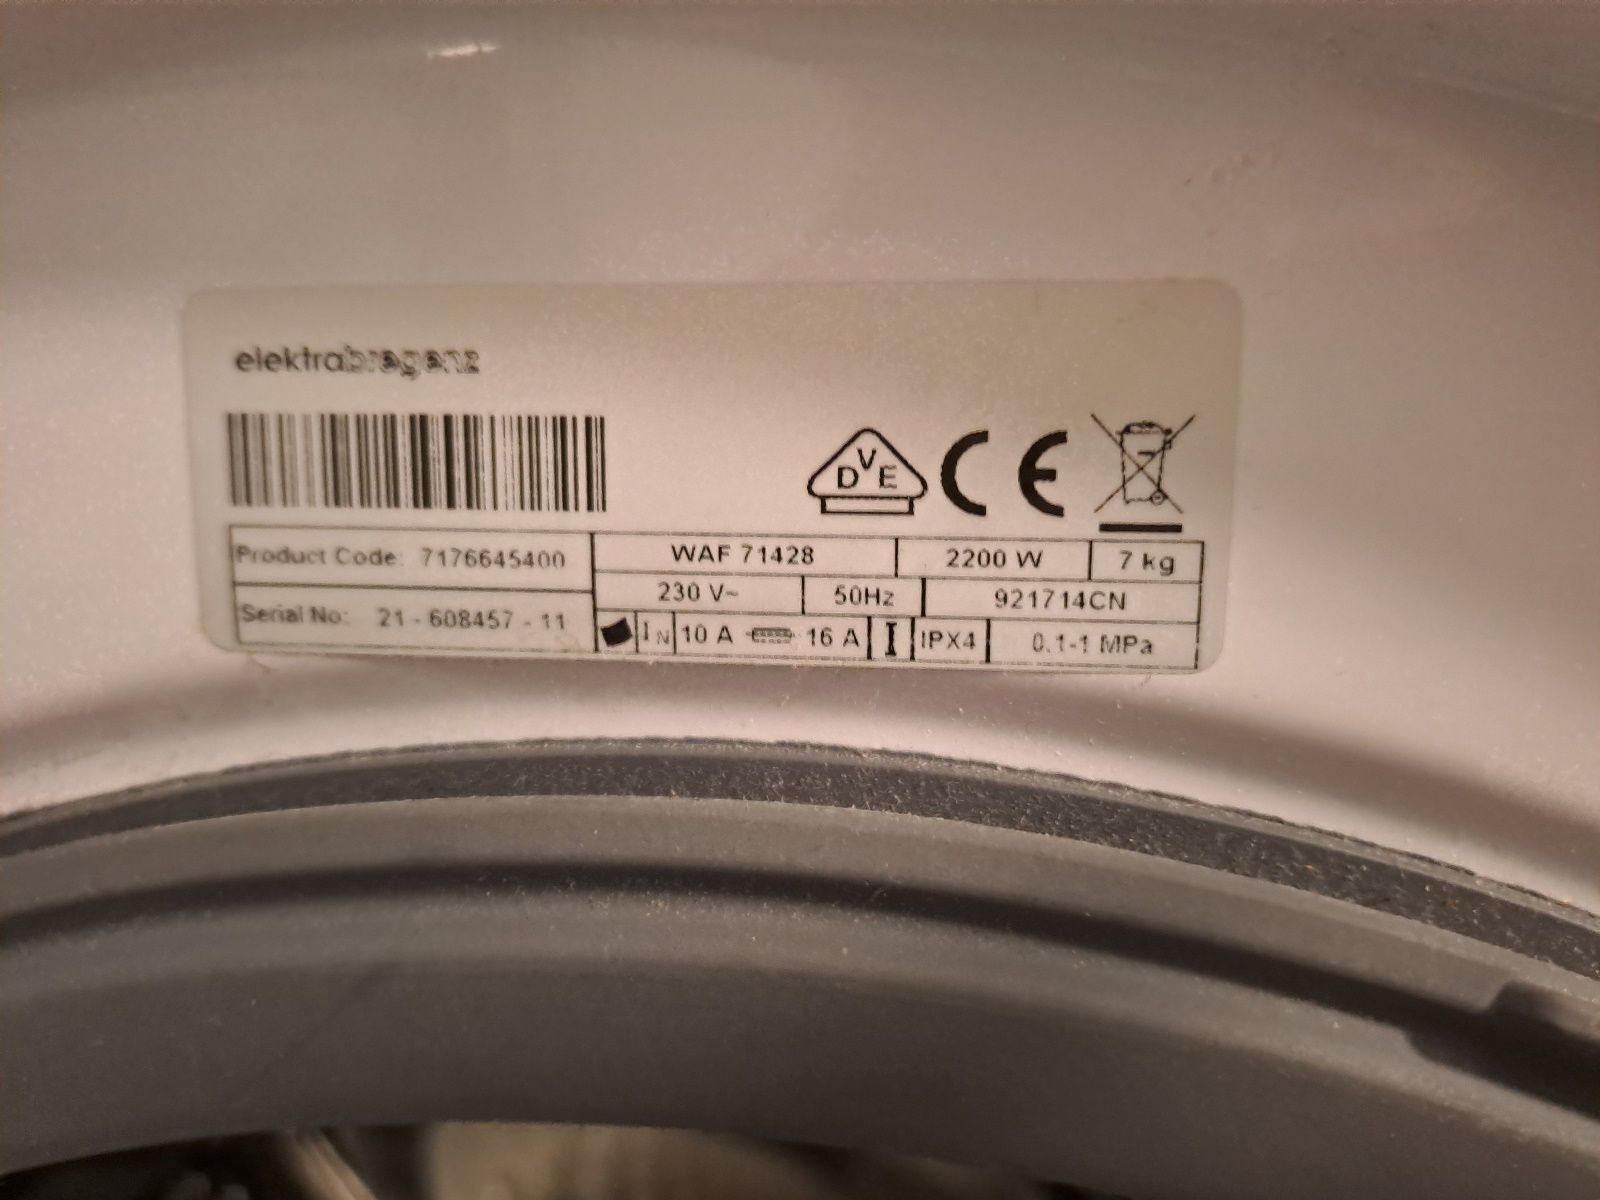 elektrabregenz
DVE
CE
Product Code: 7176645400
WAF 71428 2200 W 7 kg
230 V~ 50Hz 921714CN
Serial No: 21 - 608457 - 11
IN 10 A 16 A IPX4 0.1-1 MPa